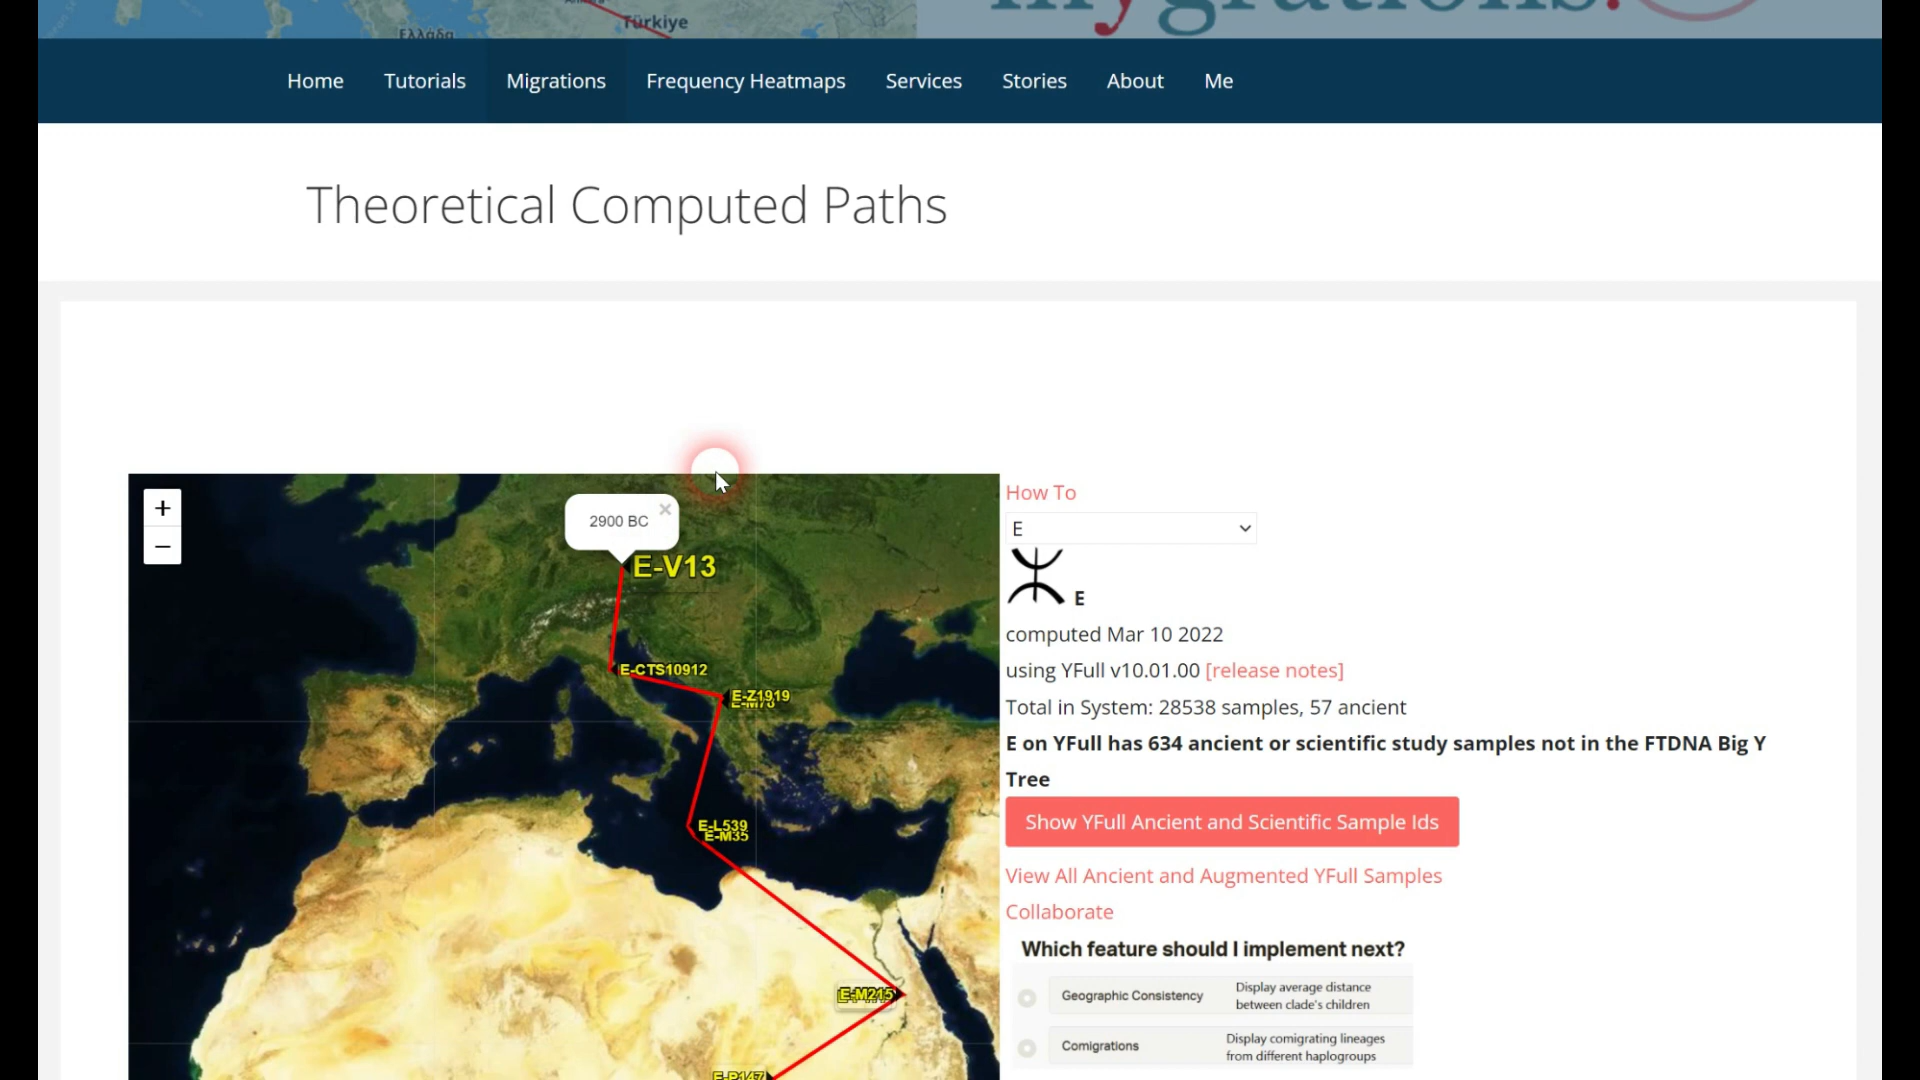 Türkiye
Ελλάδα
Home Tutorials Migrations Frequency Heatmaps Services Stories About Me
Theoretical Computed Paths
+
−
2900 BC ×
E-V13
E-CTS10912
E-Z1919
E-M78
E-L539
E-M35
E-M215
E-P147
How To
E
E
computed Mar 10 2022
using YFull v10.01.00 [release notes]
Total in System: 28538 samples, 57 ancient
E on YFull has 634 ancient or scientific study samples not in the FTDNA Big Y
Tree
Show YFull Ancient and Scientific Sample Ids
View All Ancient and Augmented YFull Samples
Collaborate
Which feature should I implement next?
Geographic Consistency
Display average distance
between clade's children
Comigrations
Display comigrating lineages
from different haplogroups